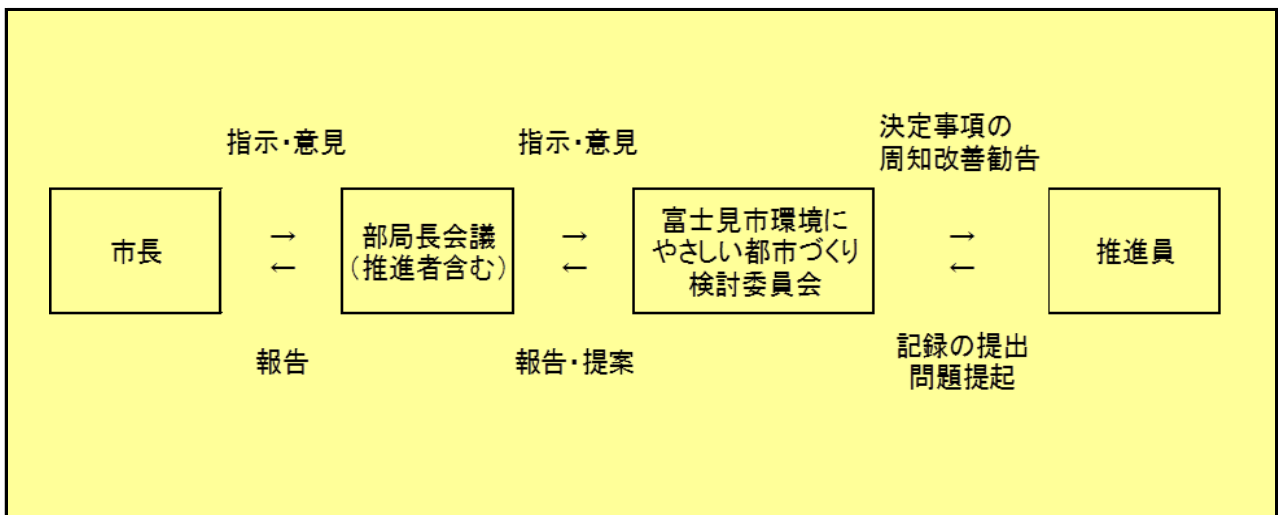 指示・意見
指示・意見
決定事項の
周知改善勧告
市長
→
←
部局長会議
（推進者含む）
→
←
富士見市環境に
やさしい都市づくり
検討委員会
→
←
推進員
報告
報告・提案
記録の提出
問題提起